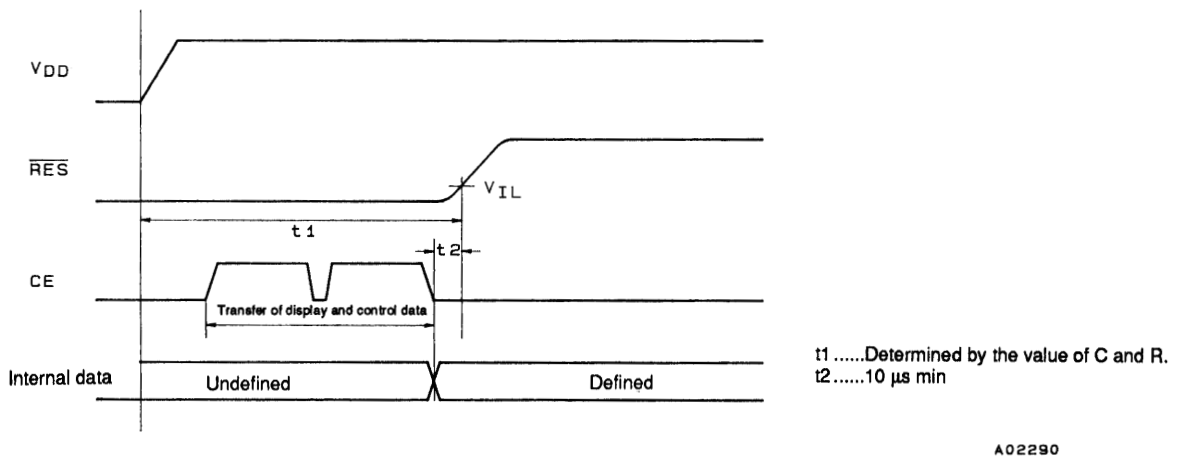 VDD
RES
VIL
t1
t2
CE
Transfer of display and control data
Internal data
Undefined
Defined
t1......Determined by the value of C and R.
t2......10 µs min
A02290